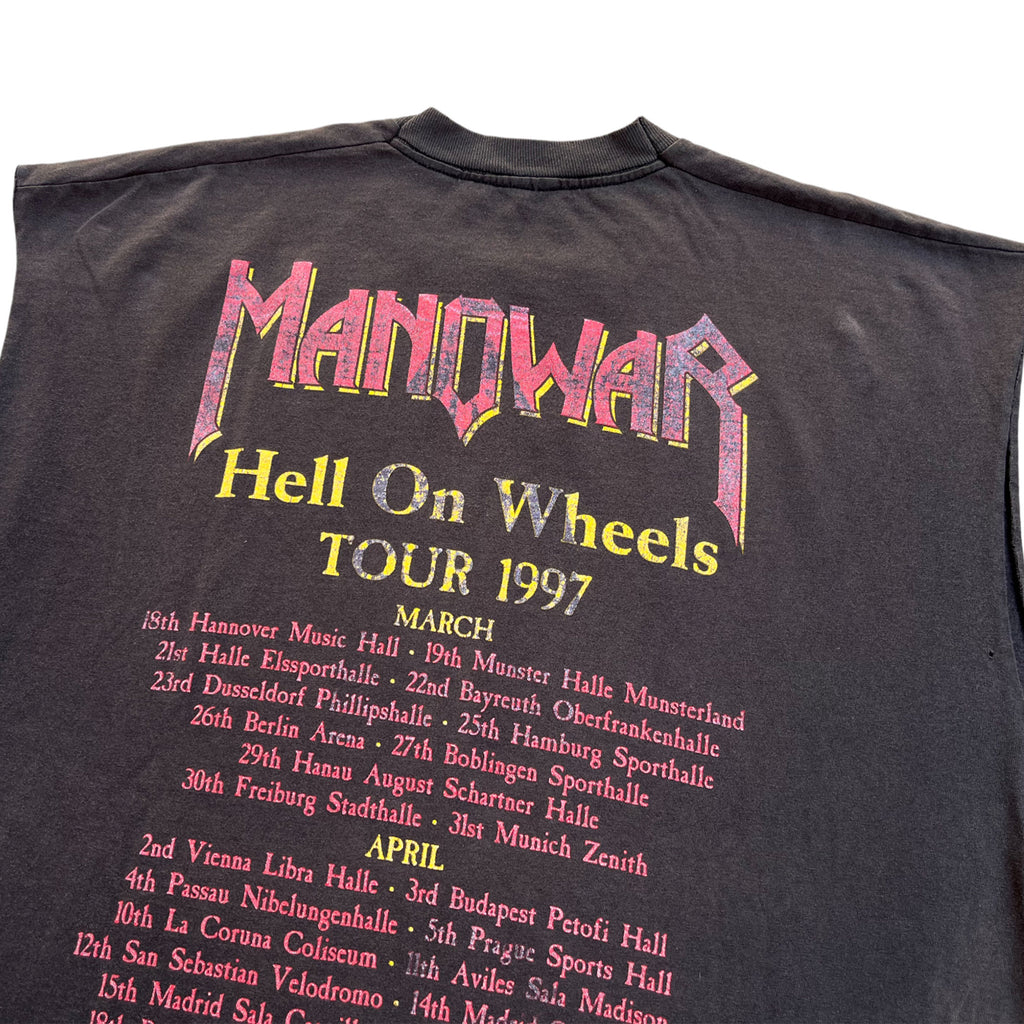 MANOWAR
Hell On Wheels
TOUR 1997
MARCH
18th Hannover Music Hall • 19th Munster Halle Munsterland
21st Halle Elssporthalle • 22nd Bayreuth Oberfrankenhalle
23rd Dusseldorf Phillipshalle • 25th Hamburg Sporthalle
26th Berlin Arena • 27th Boblingen Sporthalle
29th Hanau August Schartner Halle
30th Freiburg Stadthalle • 31st Munich Zenith
APRIL
2nd Vienna Libra Halle • 3rd Budapest Petofi Hall
4th Passau Nibelungenhalle • 5th Prague Sports Hall
10th La Coruna Coliseum • 11th Aviles Sala Madison
12th San Sebastian Velodromo • 14th
15th Madrid Sala